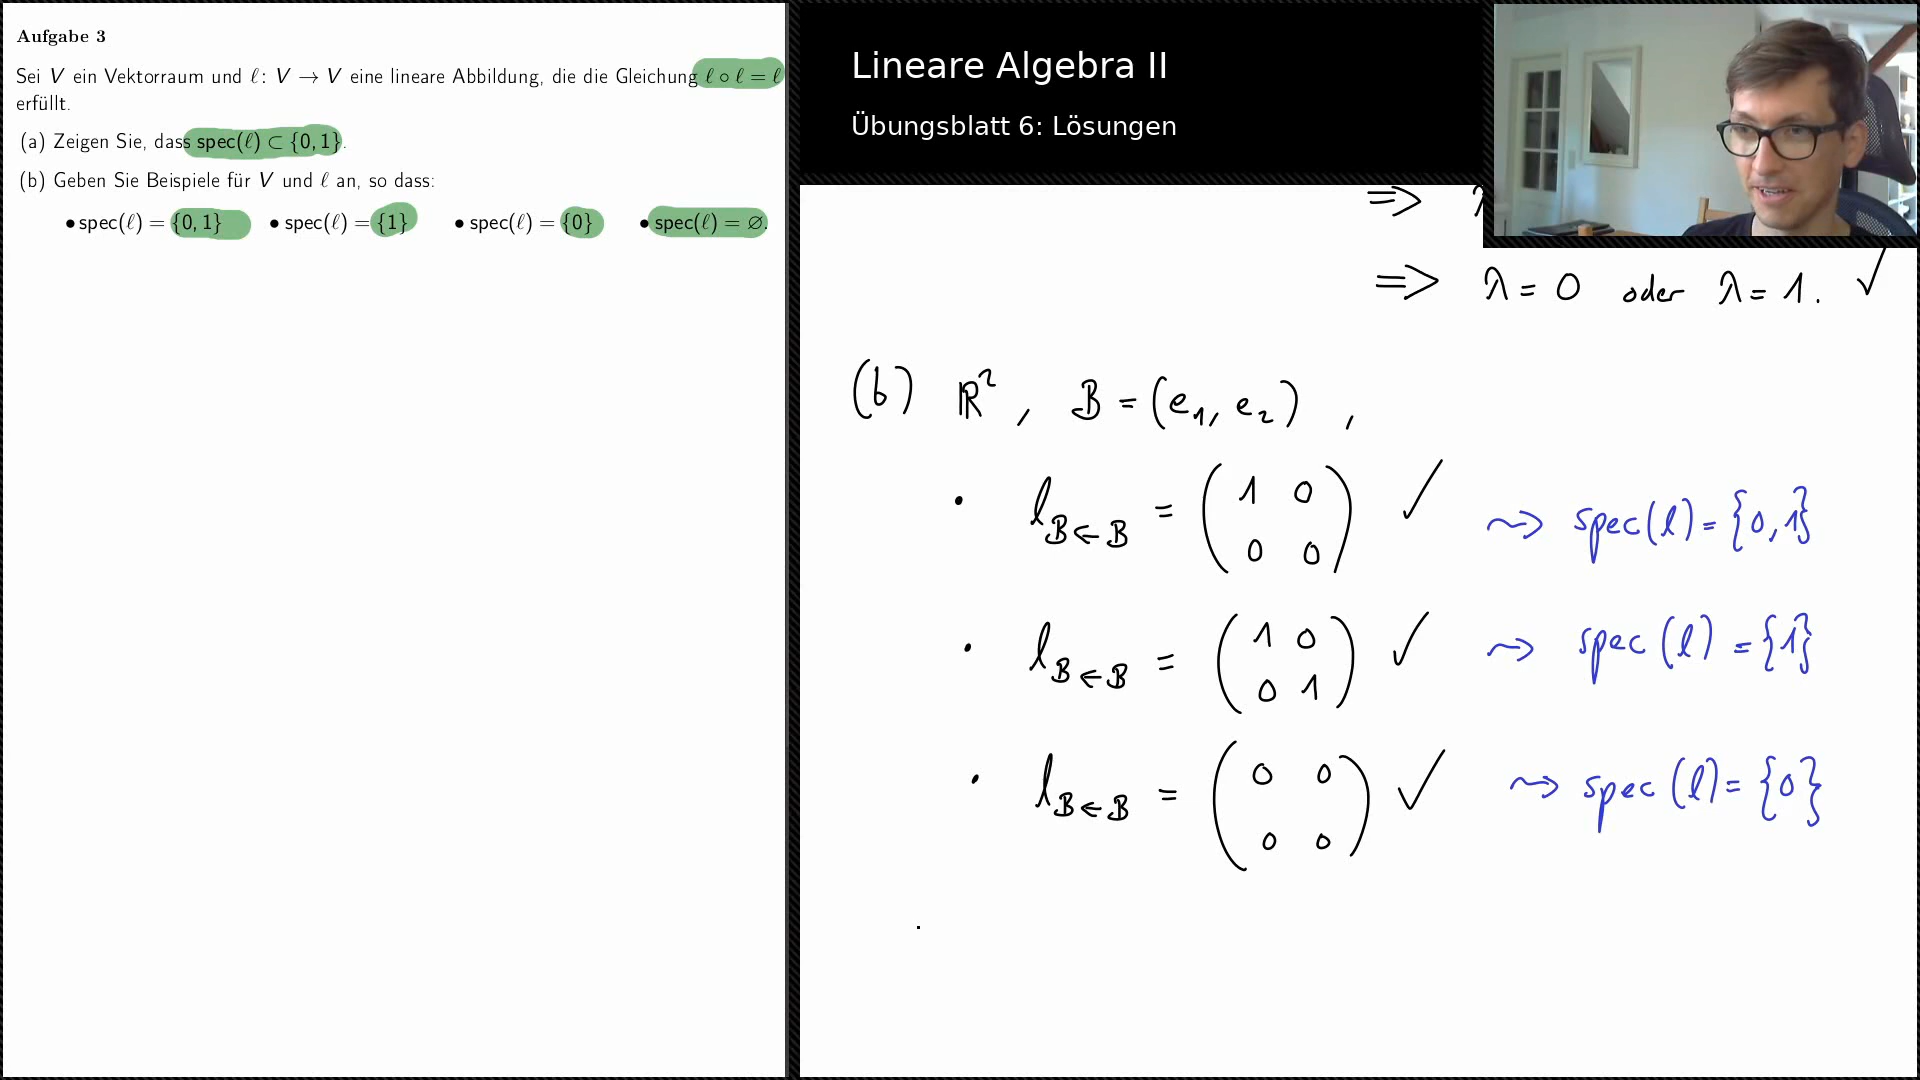 Aufgabe 3
Sei V ein Vektorraum und ℓ: V → V eine lineare Abbildung, die die Gleichung ℓ ∘ ℓ = ℓ
erfüllt.
(a) Zeigen Sie, dass spec(ℓ) ⊂ {0, 1}.
(b) Geben Sie Beispiele für V und ℓ an, so dass:
• spec(ℓ) = {0, 1} • spec(ℓ) = {1} • spec(ℓ) = {0} • spec(ℓ) = ∅.
Lineare Algebra II
Übungsblatt 6: Lösungen
⇒
⇒ λ = 0 oder λ = 1. ✓
(b) ℝ², B = (e₁, e₂),
• ℓ_{B←B} = (1 0 ✓ ⇝ spec(ℓ) = {0, 1}
0 0)
• ℓ_{B←B} = (1 0 ✓ ⇝ spec(ℓ) = {1}
0 1)
• ℓ_{B←B} = (0 0 ✓ ⇝ spec(ℓ) = {0}
0 0)